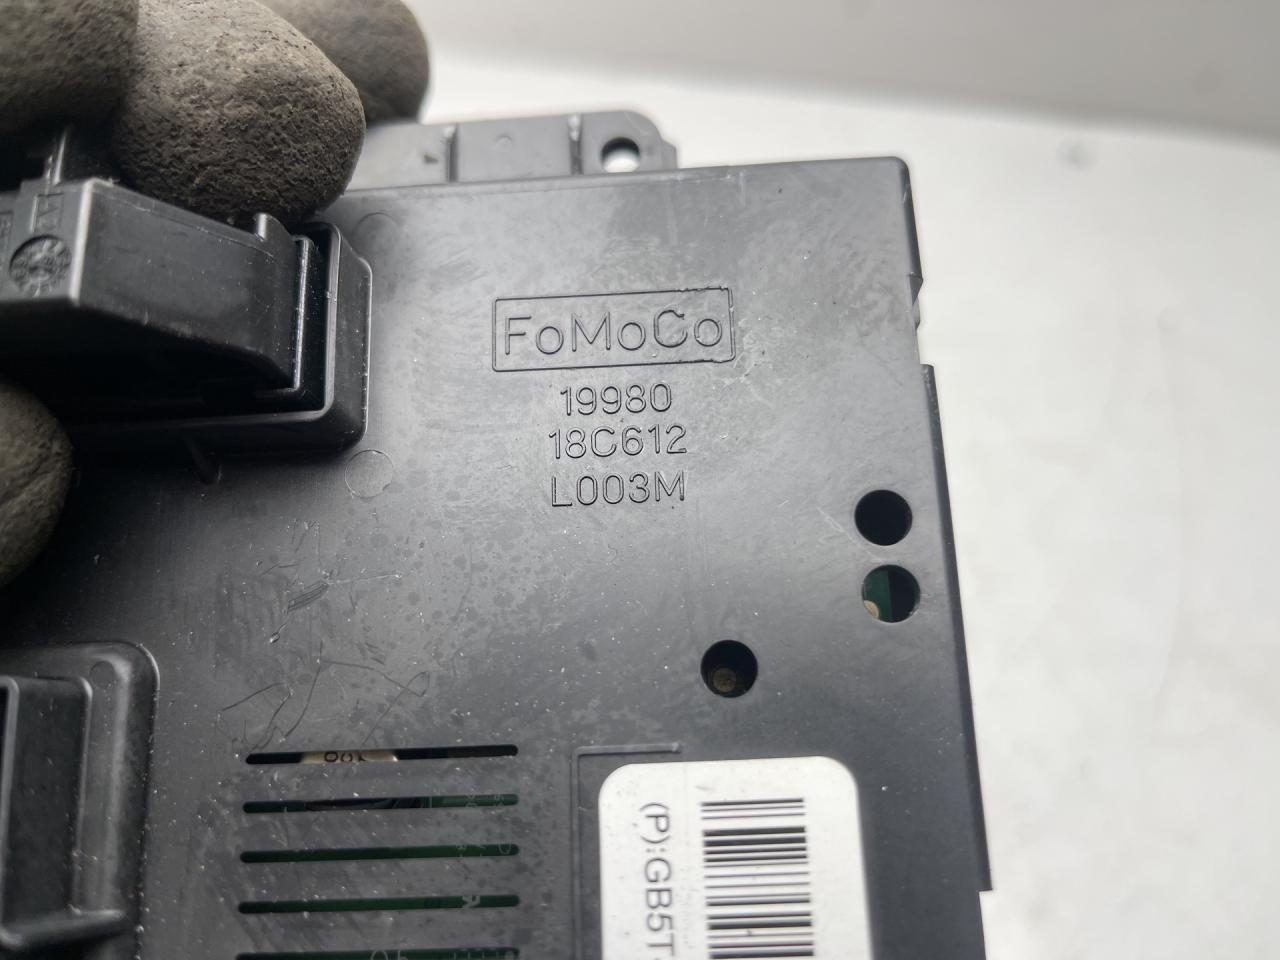 FoMoCo
19980
18C612
L003M
(P):GB5T